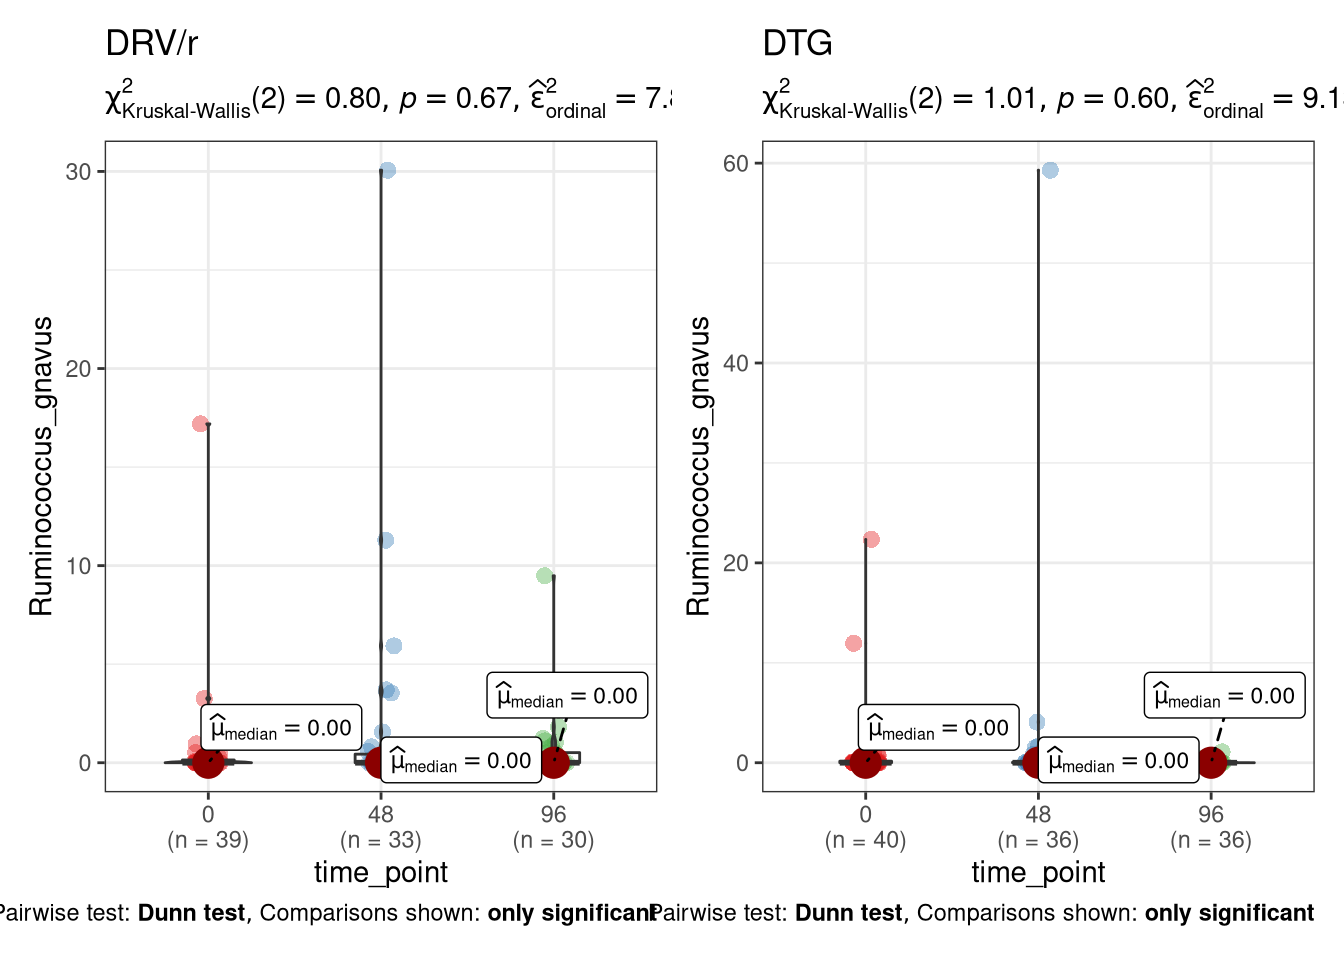 DRV/r
χ̂²Kruskal-Wallis(2) = 0.80, p = 0.67, ε̂²ordinal = 7.8
30
20
10
0
Ruminococcus_gnavus
μ̂median = 0.00
μ̂median = 0.00
μ̂median = 0.00
0
(n = 39)
48
(n = 33)
96
(n = 30)
time_point
Pairwise test: Dunn test, Comparisons shown: only significant
DTG
χ²Kruskal-Wallis(2) = 1.01, p = 0.60, ε̂²ordinal = 9.1
60
40
20
0
Ruminococcus_gnavus
μ̂median = 0.00
μ̂median = 0.00
μ̂median = 0.00
0
(n = 40)
48
(n = 36)
96
(n = 36)
time_point
Pairwise test: Dunn test, Comparisons shown: only significant